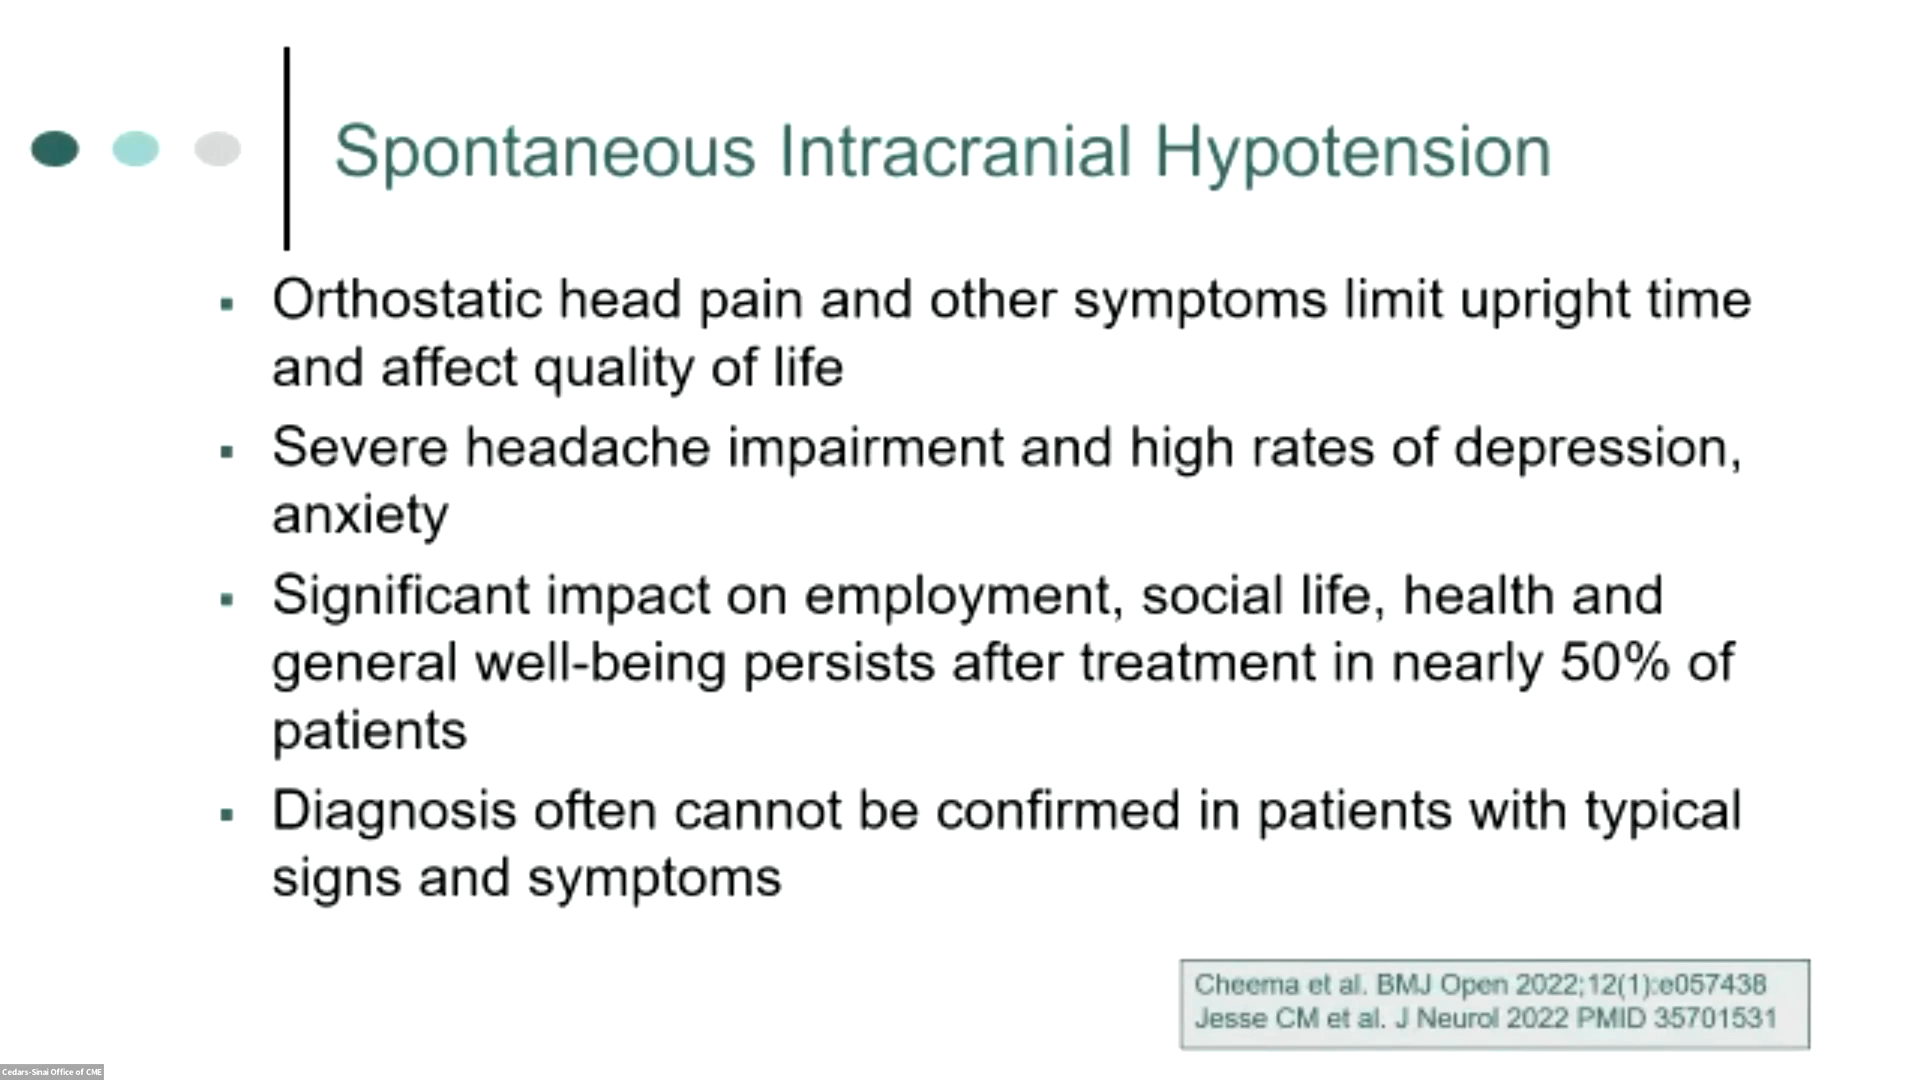 Spontaneous Intracranial Hypotension
Orthostatic head pain and other symptoms limit upright time
and affect quality of life
Severe headache impairment and high rates of depression,
anxiety
Significant impact on employment, social life, health and
general well-being persists after treatment in nearly 50% of
patients
Diagnosis often cannot be confirmed in patients with typical
signs and symptoms
Cheema et al. BMJ Open 2022;12(1):e057438
Jesse CM et al. J Neurol 2022 PMID 35701531
Cedars-Sinai Office of CME